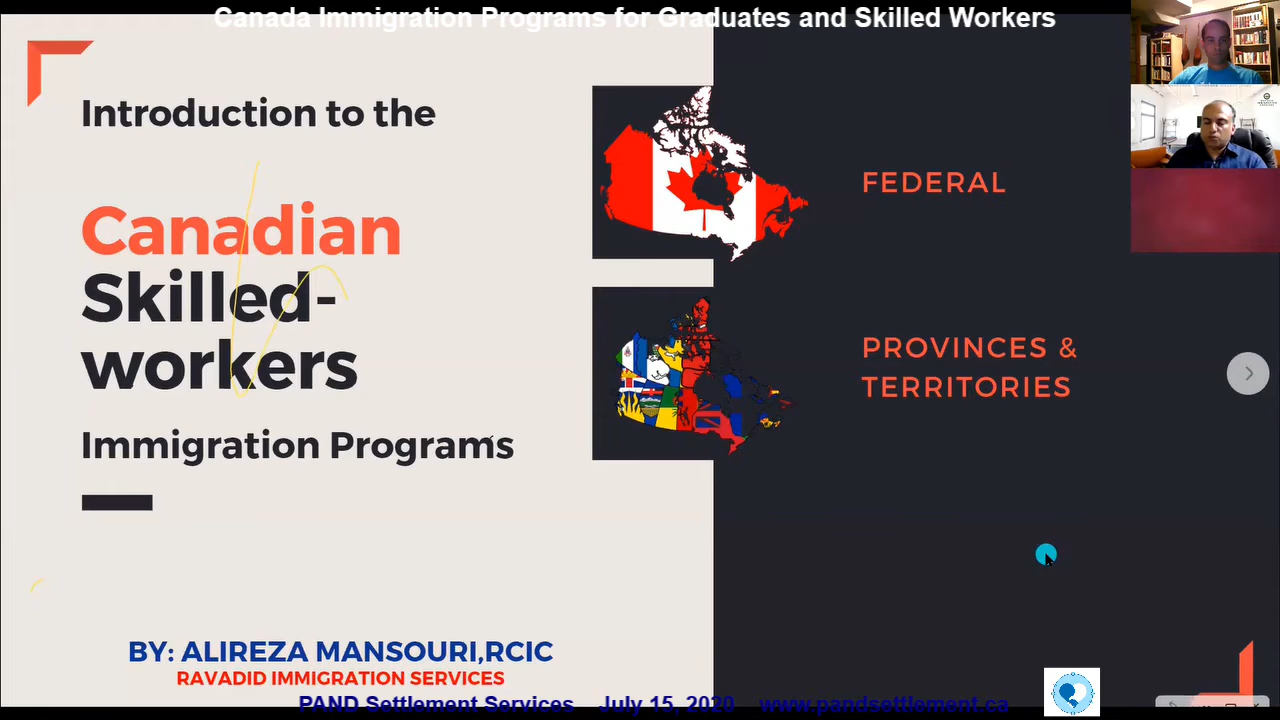 Canada Immigration Programs for Graduates and Skilled Workers
Introduction to the
Canadian
Skilled-
workers
Immigration Programs
FEDERAL
PROVINCES &
TERRITORIES
BY: ALIREZA MANSOURI,RCIC
RAVADID IMMIGRATION SERVICES
PAND Settlement Services July 15, 2020 www.pandsettlement.ca